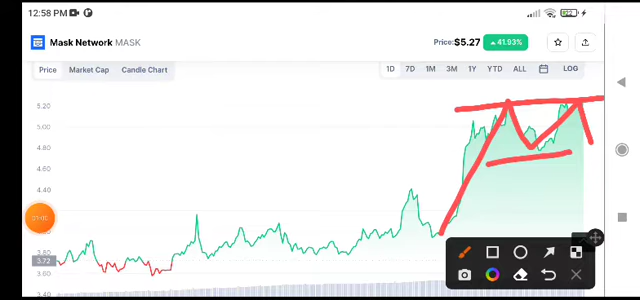 12:58 PM
Mask Network MASK
Price:$5.27 41.93%
Price Market Cap Candle Chart
1D 7D 1M 3M 1Y YTD ALL LOG
5.20
5.00
4.80
4.60
4.40
4.20
3.80
3.72
3.60
3.40